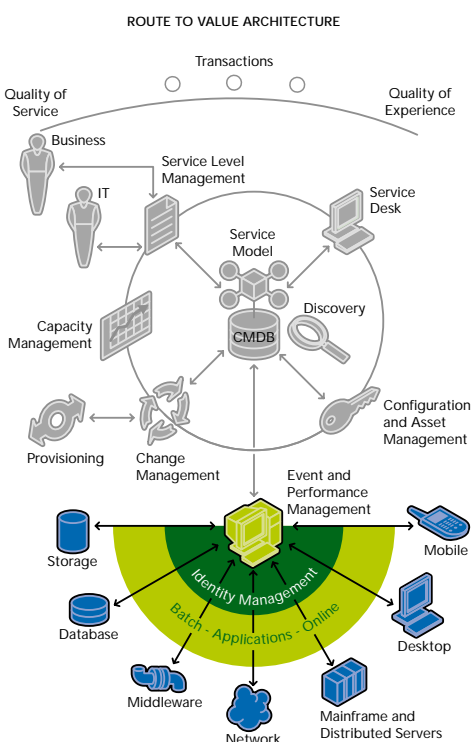 ROUTE TO VALUE ARCHITECTURE
Transactions
Quality of
Service
Quality of
Experience
Business
Service Level
Management
IT
Service
Desk
Service
Model
Discovery
Capacity
Management
CMDB
Configuration
and Asset
Management
Provisioning
Change
Management
Event and
Performance
Management
Storage
Mobile
Identity Management
Batch - Applications - Online
Database
Desktop
Middleware
Network
Mainframe and
Distributed Servers